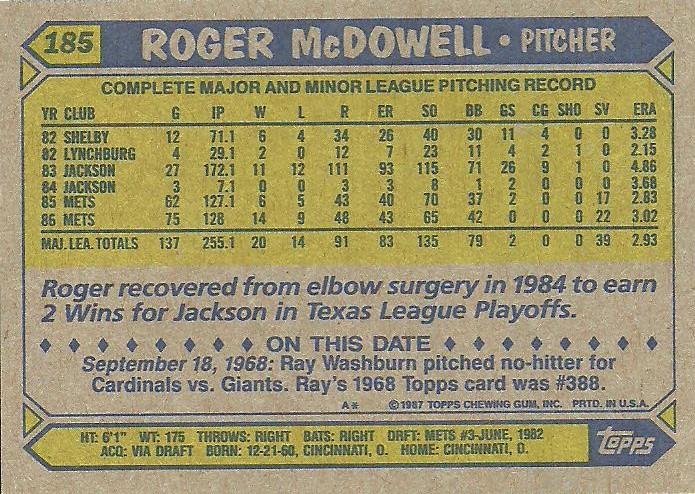 185 ROGER McDOWELL • PITCHER
COMPLETE MAJOR AND MINOR LEAGUE PITCHING RECORD
YR CLUB G IP W L R ER SO BB GS CG SHO SV ERA
82 SHELBY 12 71.1 6 4 34 26 40 30 11 4 0 0 3.28
82 LYNCHBURG 4 29.1 2 0 12 7 23 11 4 2 1 0 2.15
83 JACKSON 27 172.1 11 12 111 93 115 71 26 9 1 0 4.86
84 JACKSON 3 7.1 0 0 3 3 8 1 2 0 0 0 3.68
85 METS 62 127.1 6 5 43 40 70 37 2 0 0 17 2.83
86 METS 75 128 14 9 48 43 65 42 0 0 0 22 3.02
MAJ. LEA. TOTALS 137 255.1 20 14 91 83 135 79 2 0 0 39 2.93
Roger recovered from elbow surgery in 1984 to earn
2 Wins for Jackson in Texas League Playoffs.
ON THIS DATE
September 18, 1968: Ray Washburn pitched no-hitter for
Cardinals vs. Giants. Ray's 1968 Topps card was #388.
A* ©1987 TOPPS CHEWING GUM, INC. PRTD. IN U.S.A.
HT: 6'1" WT: 175 THROWS: RIGHT BATS: RIGHT DRFT: METS #3-JUNE, 1982
ACQ: VIA DRAFT BORN: 12-21-60, CINCINNATI, O. HOME: CINCINNATI, O.
TOPPS